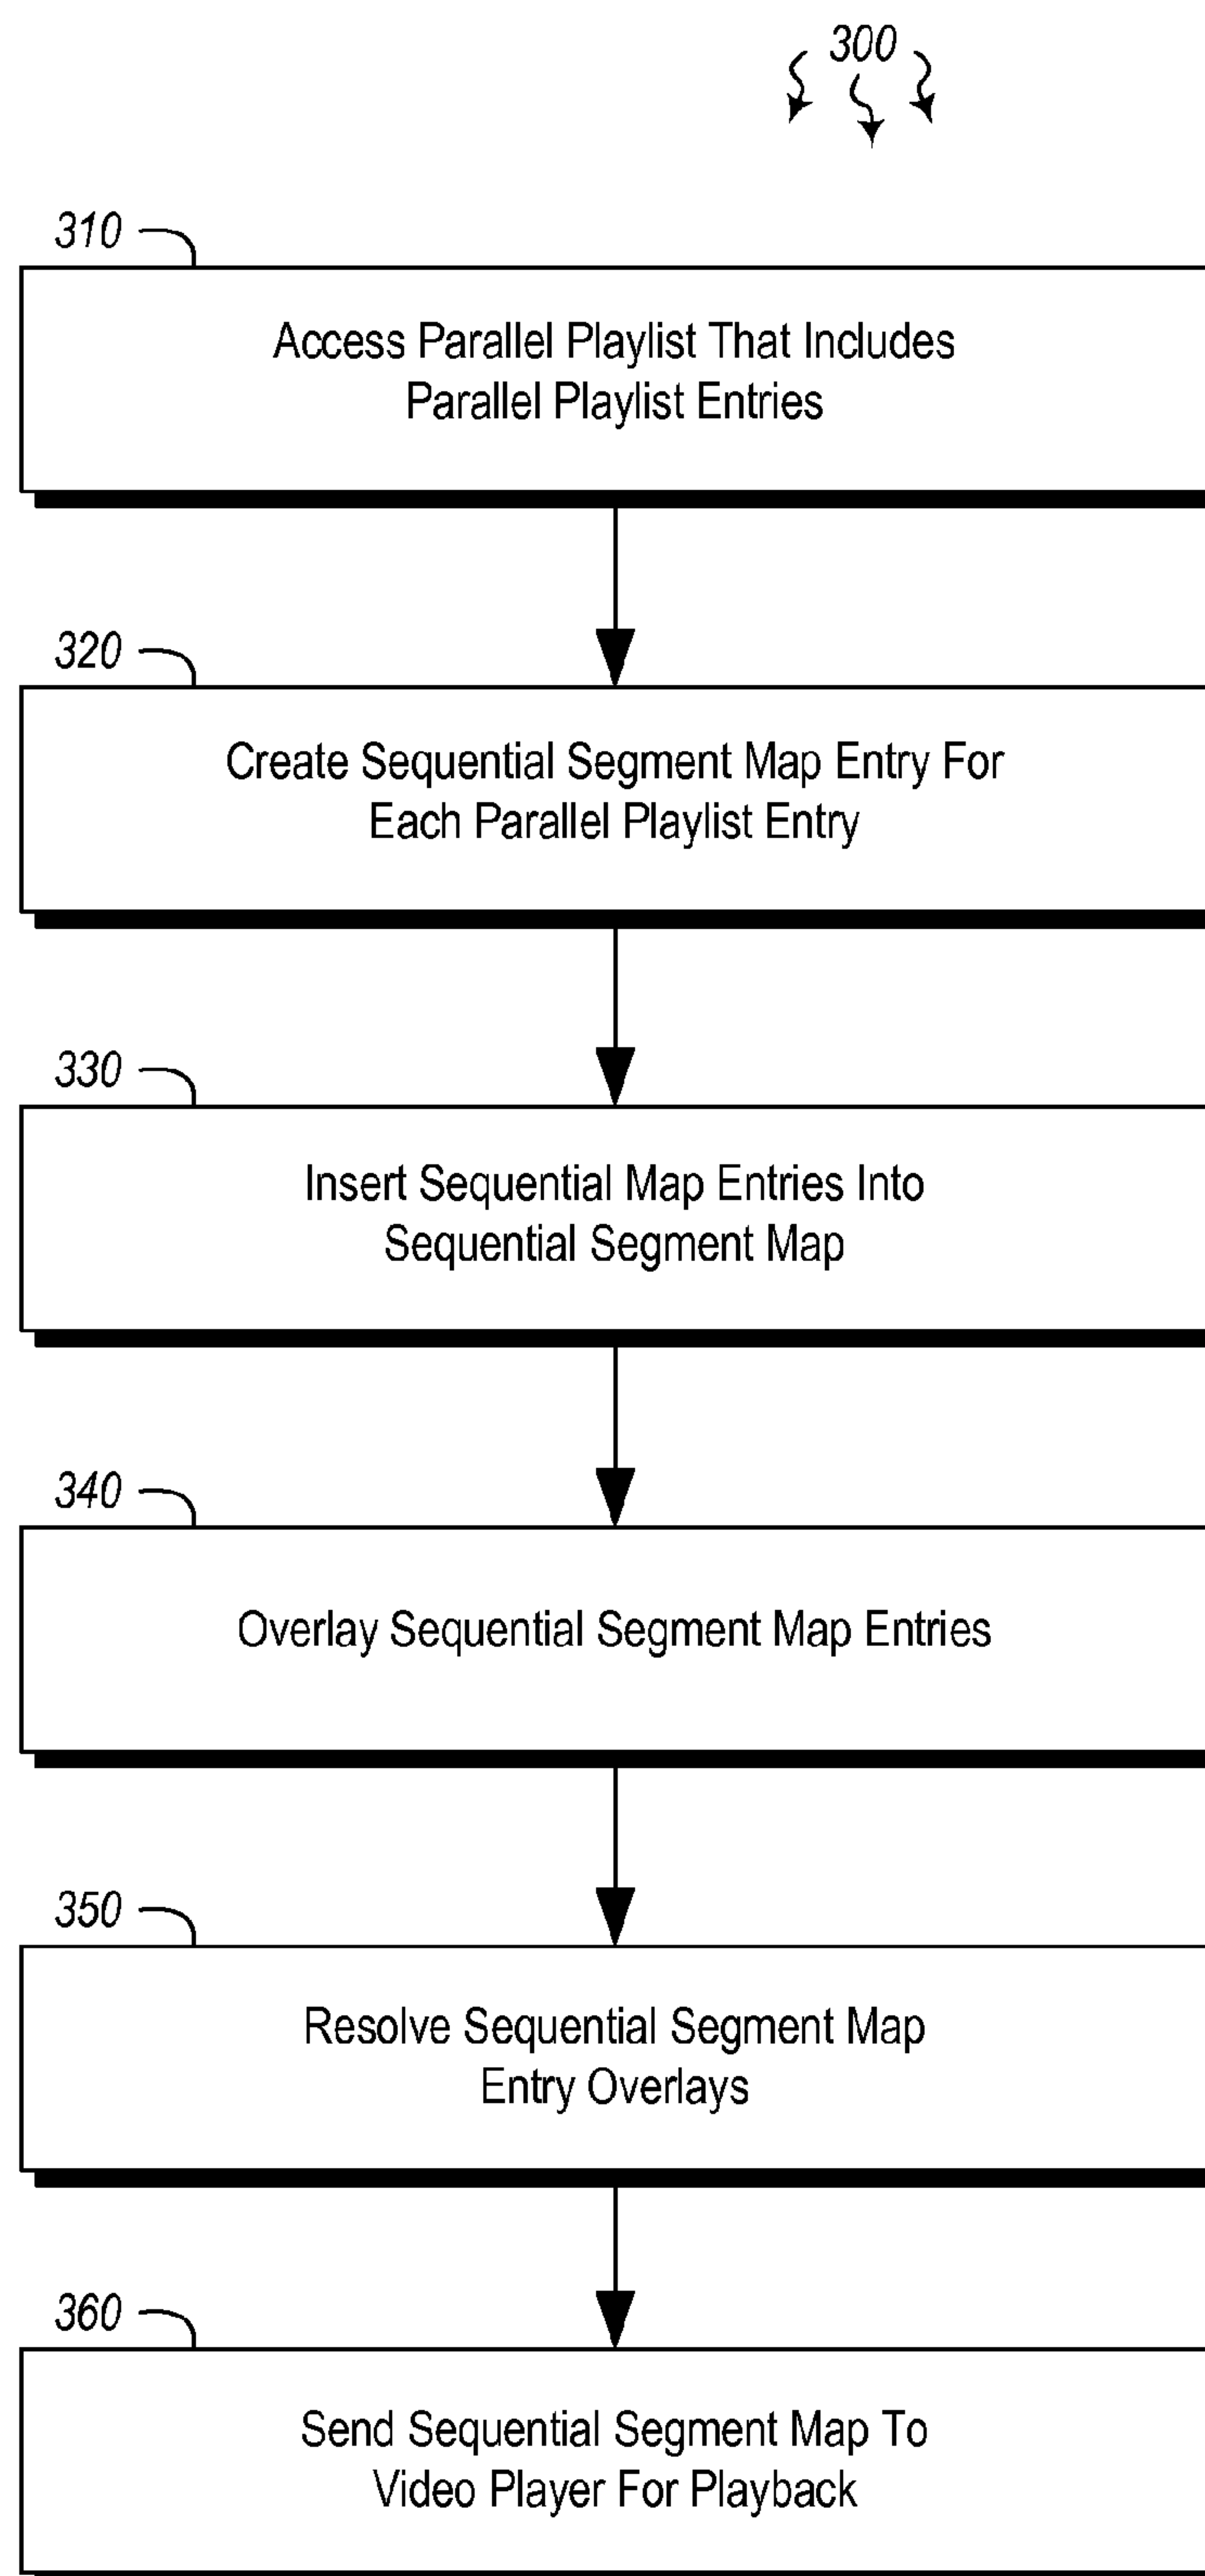 300
310
Access Parallel Playlist That Includes
Parallel Playlist Entries
320
Create Sequential Segment Map Entry For
Each Parallel Playlist Entry
330
Insert Sequential Map Entries Into
Sequential Segment Map
340
Overlay Sequential Segment Map Entries
350
Resolve Sequential Segment Map
Entry Overlays
360
Send Sequential Segment Map To
Video Player For Playback